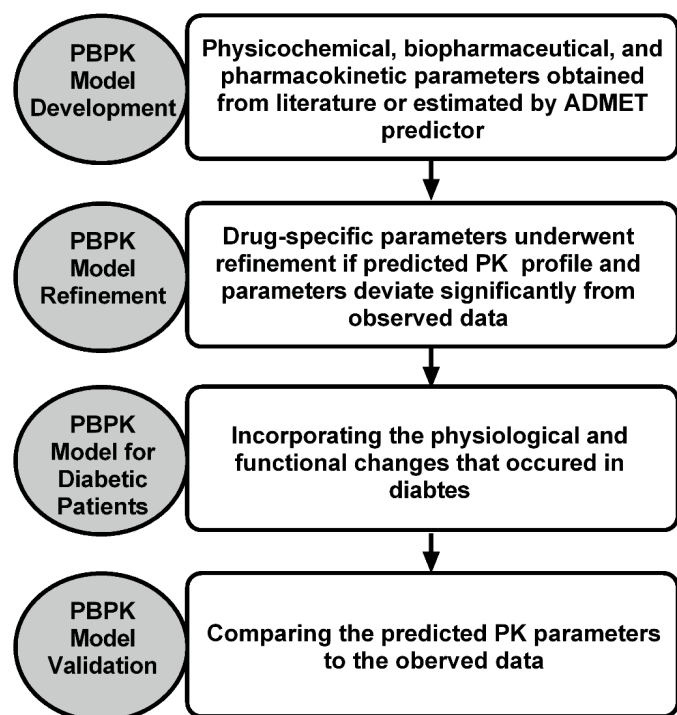 PBPK
Model
Development
Physicochemical, biopharmaceutical, and
pharmacokinetic parameters obtained
from literature or estimated by ADMET
predictor
PBPK
Model
Refinement
Drug-specific parameters underwent
refinement if predicted PK profile and
parameters deviate significantly from
observed data
PBPK
Model for
Diabetic
Patients
Incorporating the physiological and
functional changes that occured in
diabtes
PBPK
Model
Validation
Comparing the predicted PK parameters
to the oberved data